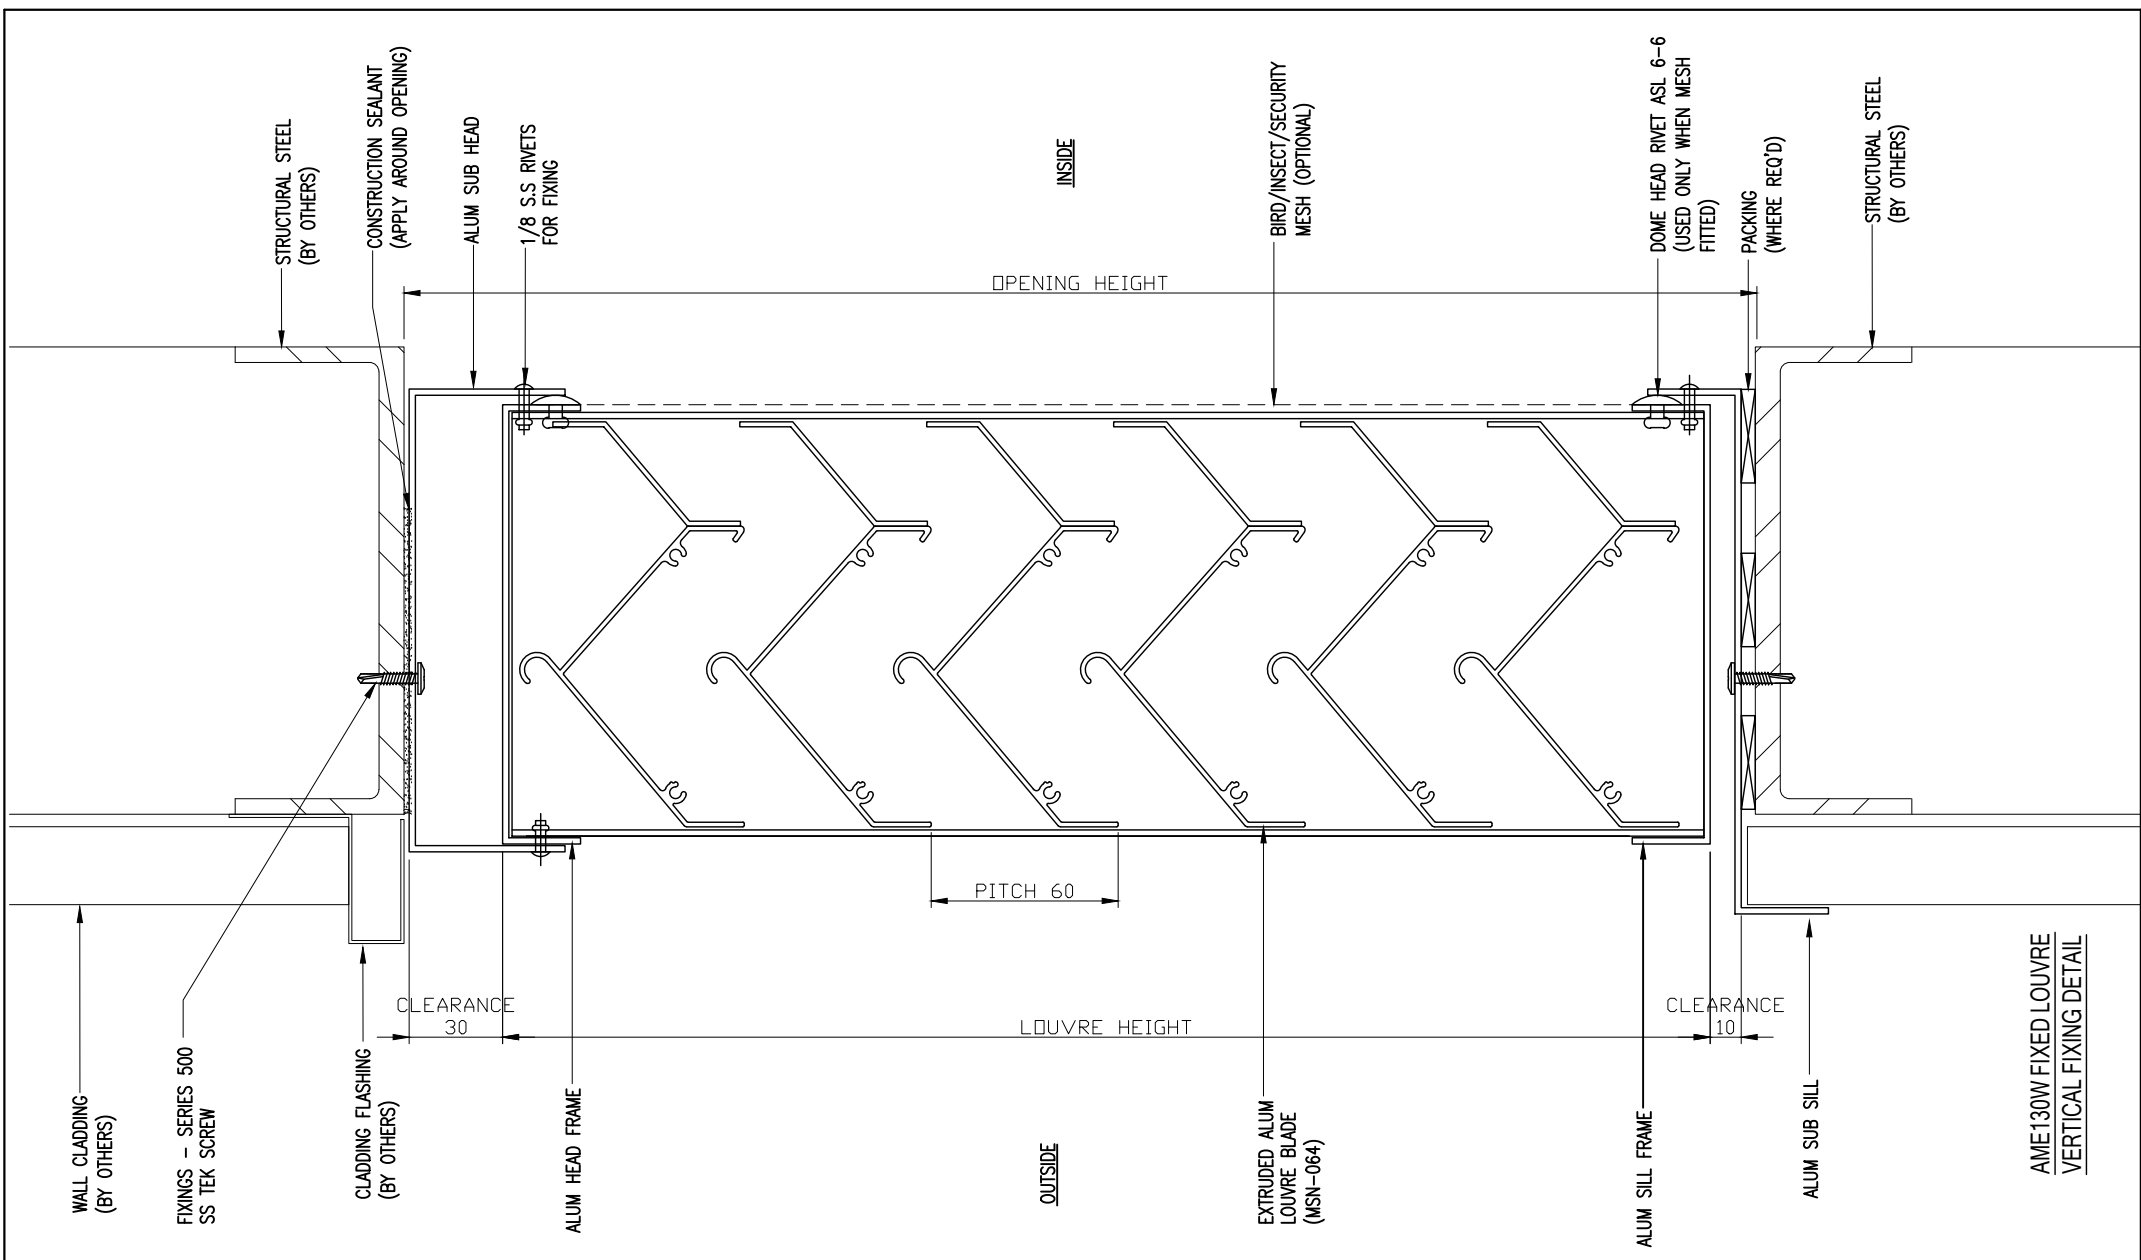 STRUCTURAL STEEL
(BY OTHERS)
CONSTRUCTION SEALANT
(APPLY AROUND OPENING)
ALUM SUB HEAD
1/8 S.S RIVETS
FOR FIXING
INSIDE
BIRD/INSECT/SECURITY
MESH (OPTIONAL)
DOME HEAD RIVET ASL 6-6
(USED ONLY WHEN MESH
FITTED)
PACKING
(WHERE REQ'D)
STRUCTURAL STEEL
(BY OTHERS)
OPENING HEIGHT
PITCH 60
CLEARANCE
30
LOUVRE HEIGHT
CLEARANCE
10
WALL CLADDING
(BY OTHERS)
FIXINGS - SERIES 500
SS TEK SCREW
CLADDING FLASHING
(BY OTHERS)
ALUM HEAD FRAME
OUTSIDE
EXTRUDED ALUM
LOUVRE BLADE
(MSN-064)
ALUM SILL FRAME
ALUM SUB SILL
AME130W FIXED LOUVRE
VERTICAL FIXING DETAIL